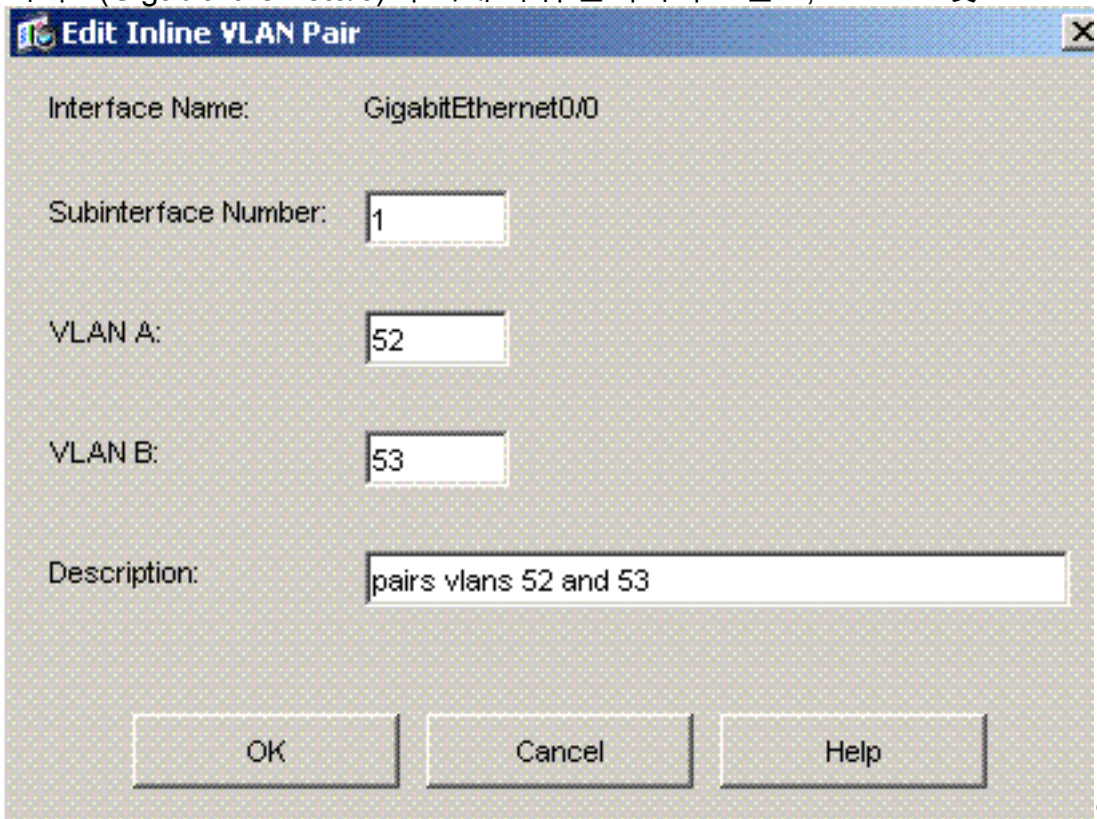 Edit Inline VLAN Pair
Interface Name: GigabitEthernet0/0
Subinterface Number: 1
VLAN A: 52
VLAN B: 53
Description: pairs vlans 52 and 53
OK Cancel Help